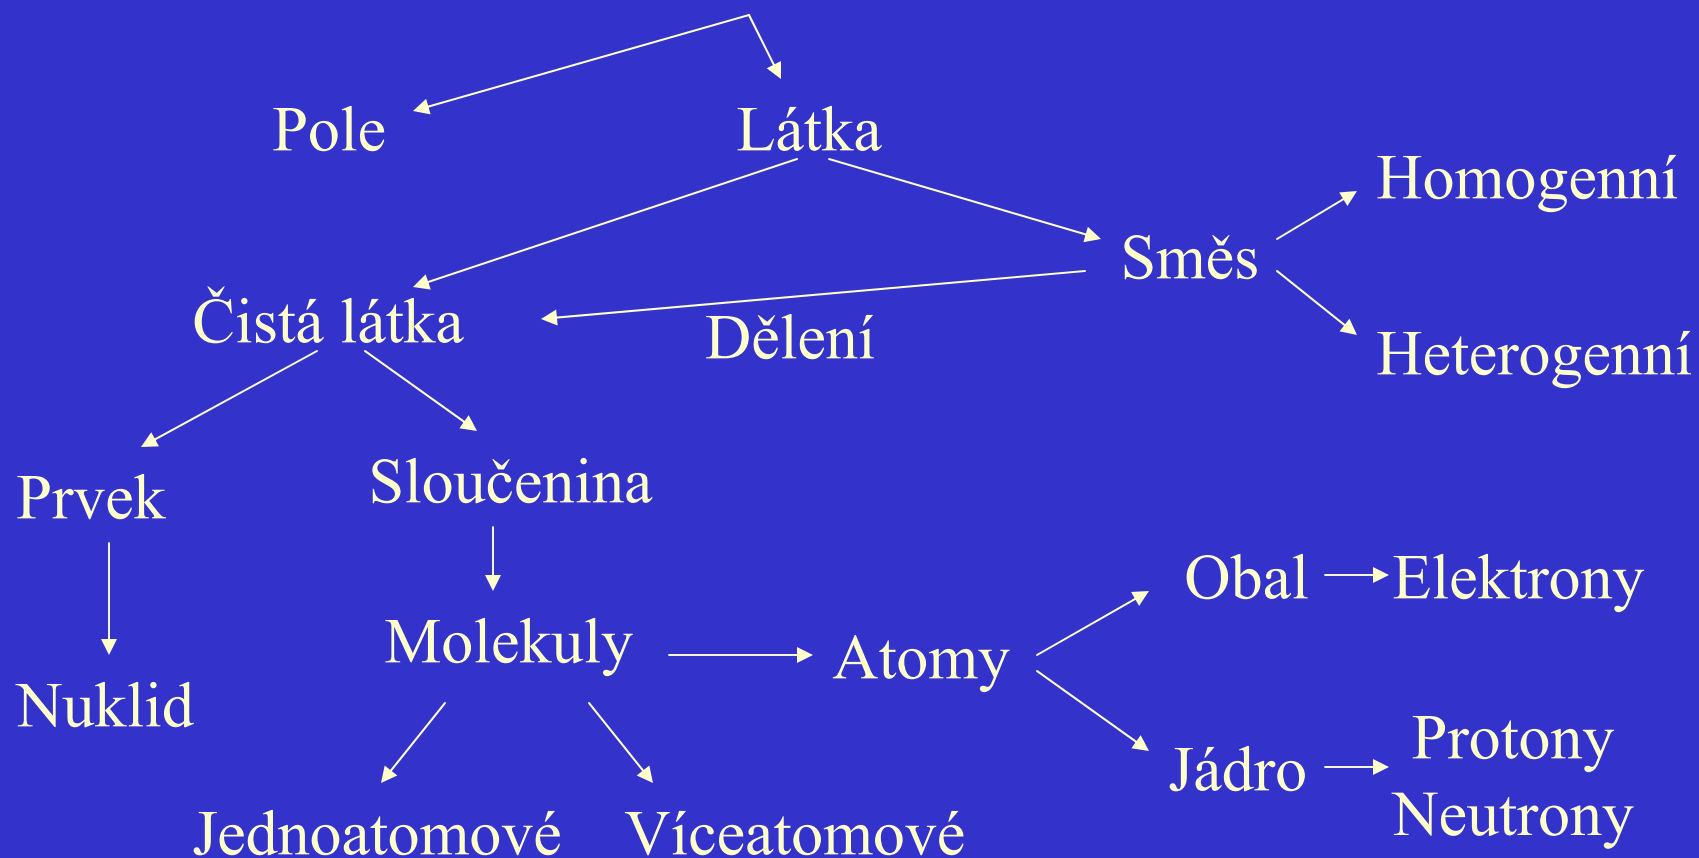 Pole
Látka
Homogenní
Směs
Čistá látka
Dělení
Heterogenní
Prvek
Sloučenina
Obal
Elektrony
Molekuly
Atomy
Nuklid
Jádro
Protony
Neutrony
Jednoatomové
Víceatomové